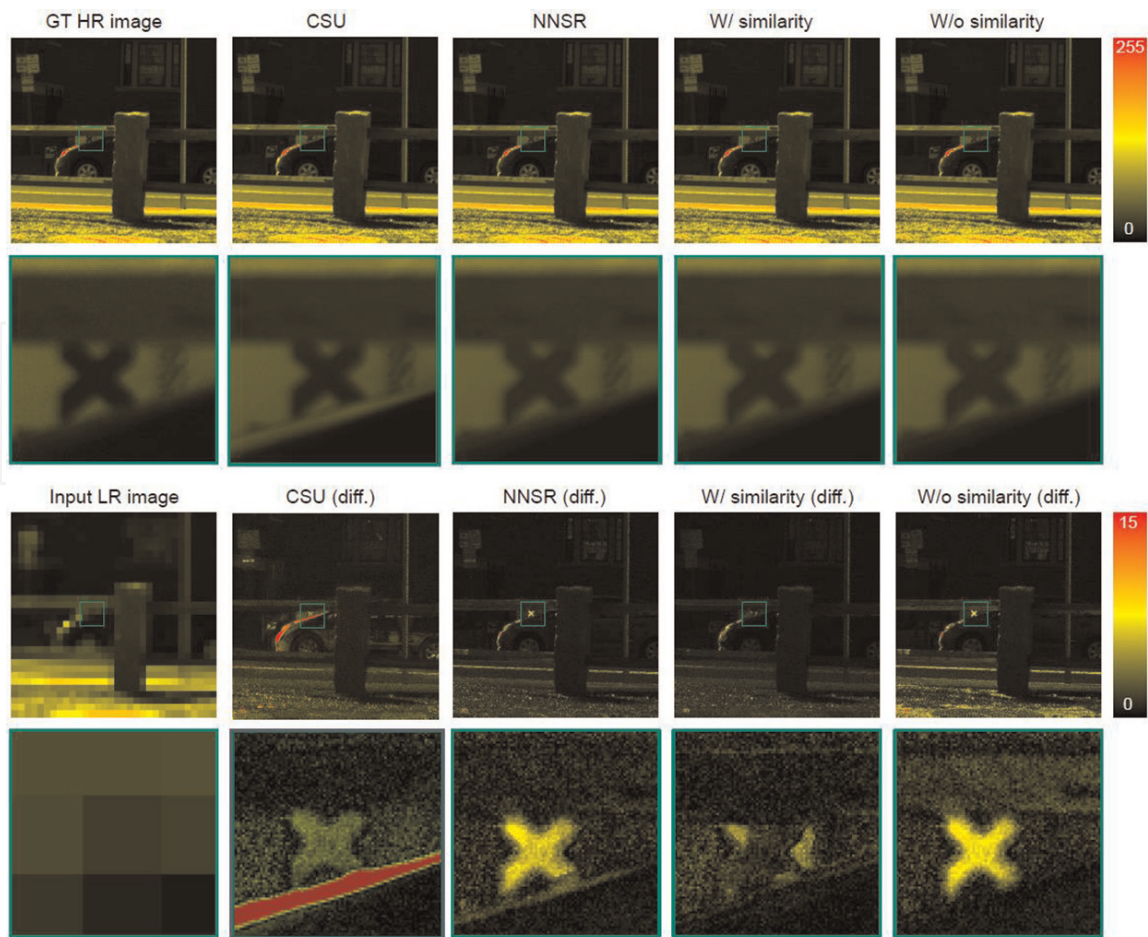 GT HR image CSU NNSR W/ similarity W/o similarity
255
0
Input LR image CSU (diff.) NNSR (diff.) W/ similarity (diff.) W/o similarity (diff.)
15
0